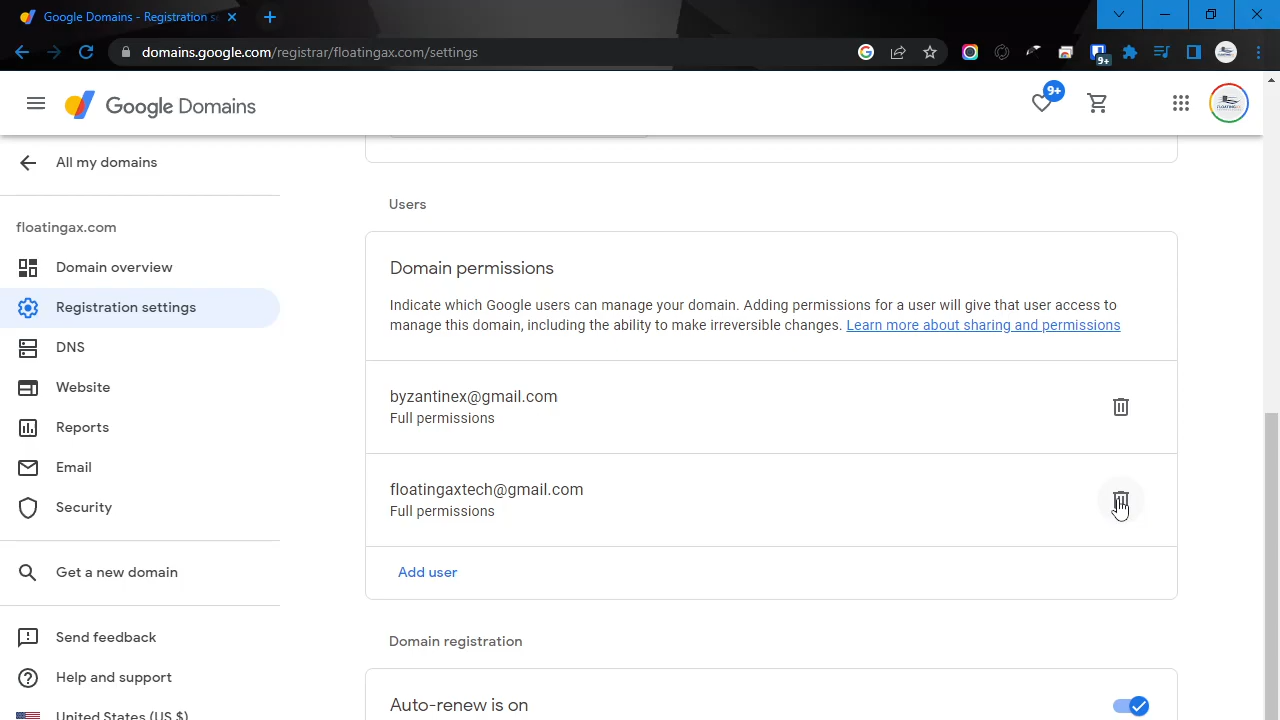 Google Domains - Registration se
domains.google.com/registrar/floatingax.com/settings
9+
Google Domains
9+
All my domains
floatingax.com
Domain overview
Registration settings
DNS
Website
Reports
Email
Security
Get a new domain
Send feedback
Help and support
United States (US $)
Users
Domain permissions
Indicate which Google users can manage your domain. Adding permissions for a user will give that user access to
manage this domain, including the ability to make irreversible changes. Learn more about sharing and permissions
byzantinex@gmail.com
Full permissions
floatingaxtech@gmail.com
Full permissions
Add user
Domain registration
Auto-renew is on